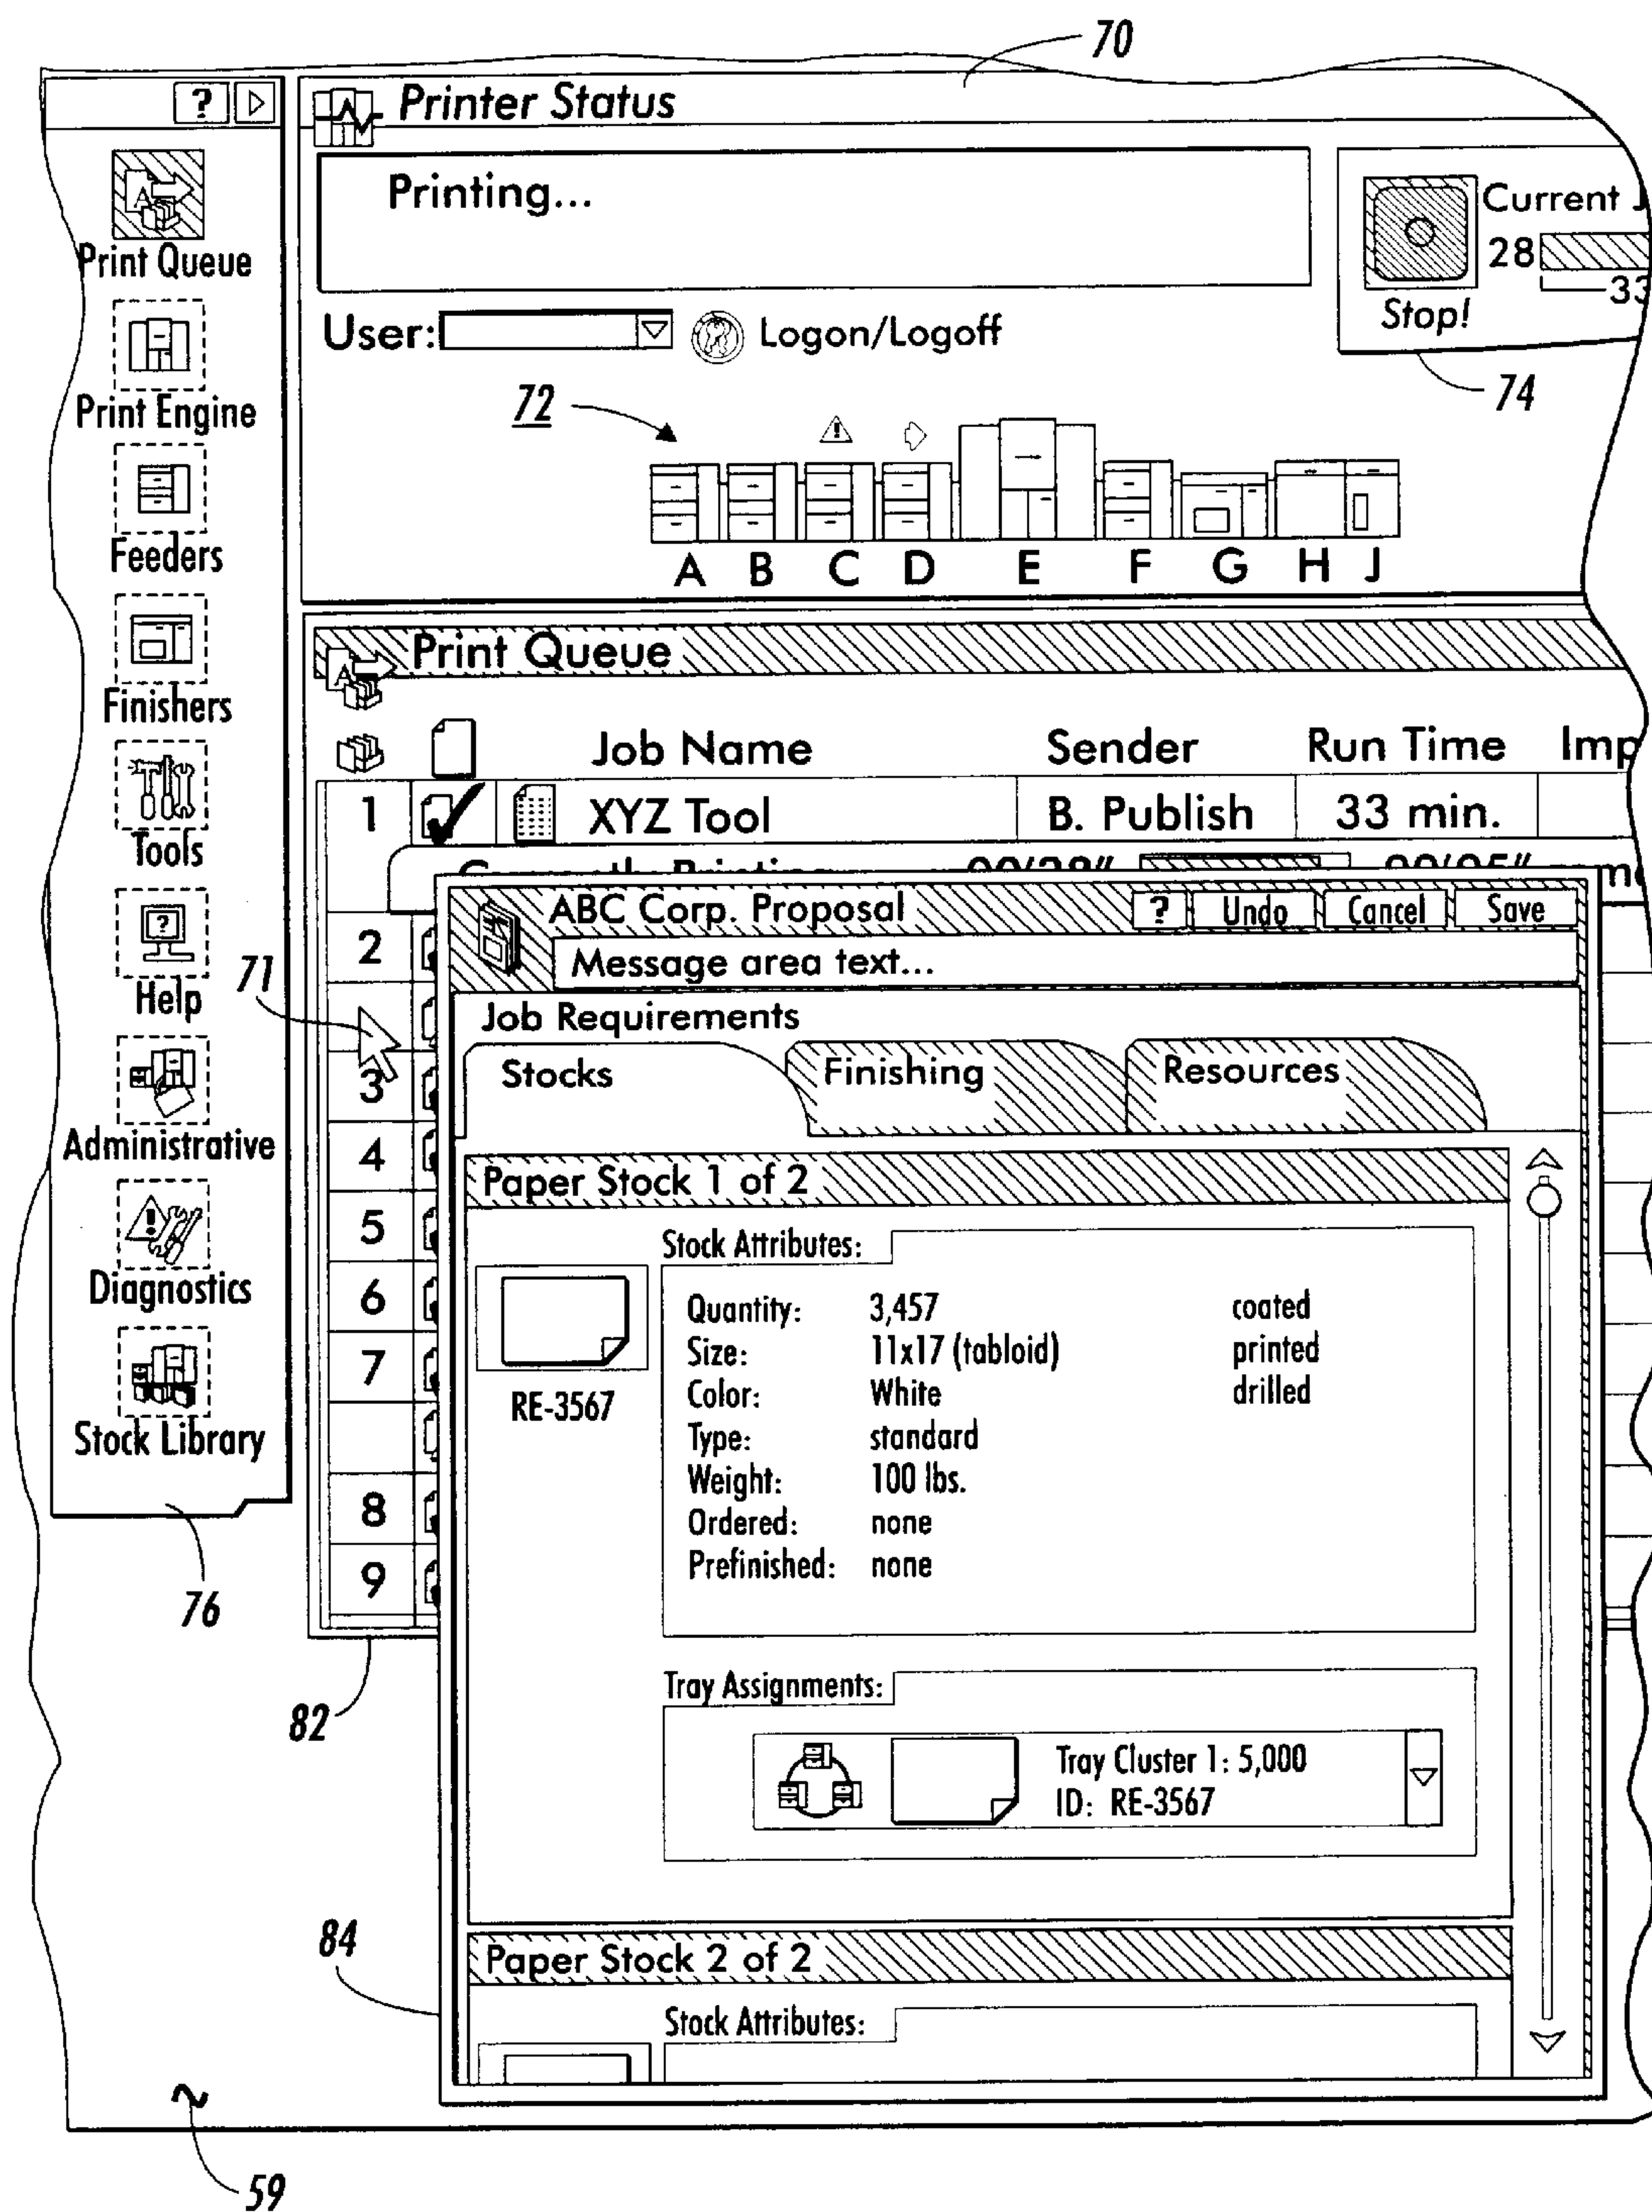 70
?
Printer Status
Printing...
Current J
28
33
Stop!
User:
Logon/Logoff
74
72
A B C D E F G H J
Print Queue
Print Engine
Feeders
Finishers
Tools
Help
Administrative
Diagnostics
Stock Library
76
Print Queue
Job Name Sender Run Time Imp
1 XYZ Tool B. Publish 33 min.
2
3
4
5
6
7
8
9
71
82
ABC Corp. Proposal ? Undo Cancel Save
Message area text...
Job Requirements
Stocks Finishing Resources
Paper Stock 1 of 2
Stock Attributes:
RE-3567
Quantity: 3,457 coated
Size: 11x17 (tabloid) printed
Color: White drilled
Type: standard
Weight: 100 lbs.
Ordered: none
Prefinished: none
Tray Assignments:
Tray Cluster 1: 5,000
ID: RE-3567
84
Paper Stock 2 of 2
Stock Attributes:
59